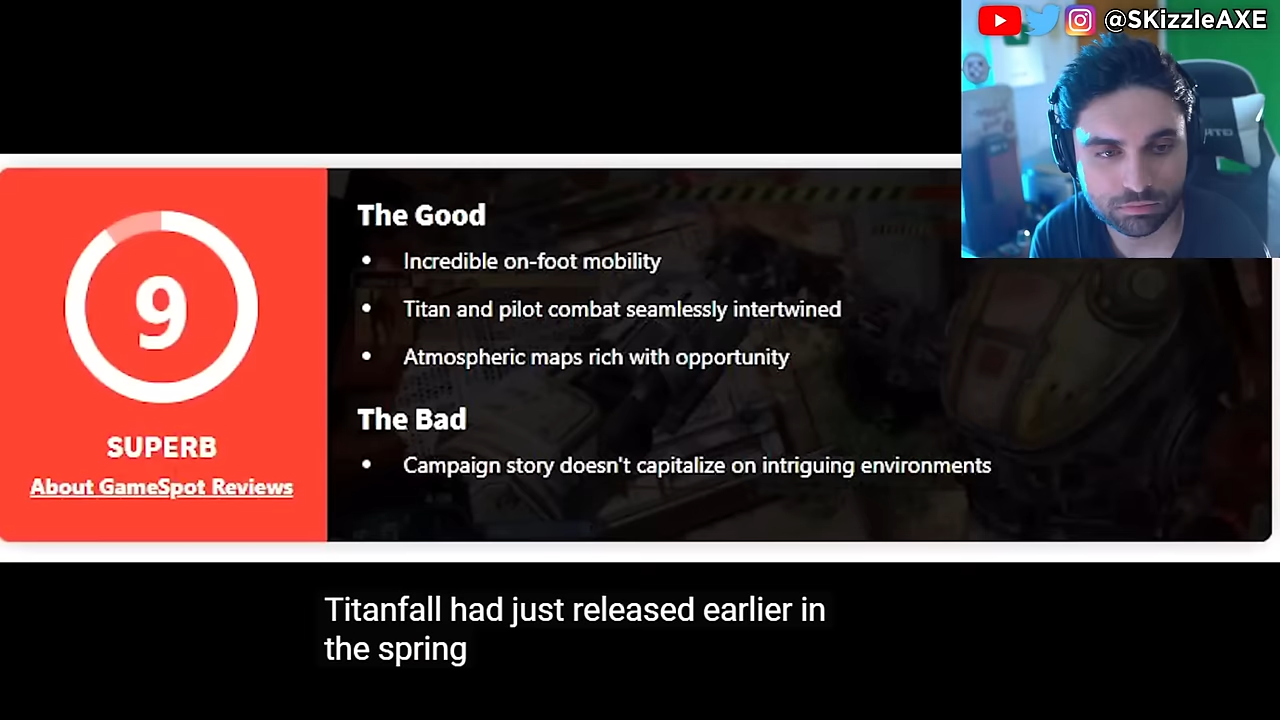 @SKizzleAXE
The Good
Incredible on-foot mobility
Titan and pilot combat seamlessly intertwined
Atmospheric maps rich with opportunity
The Bad
Campaign story doesn't capitalize on intriguing environments
9
SUPERB
About GameSpot Reviews
Titanfall had just released earlier in
the spring